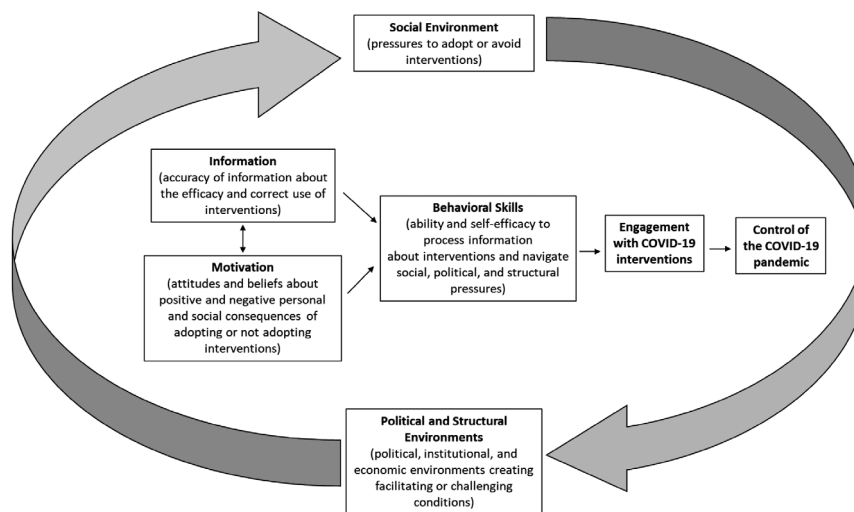 Social Environment
(pressures to adopt or avoid
interventions)
Information
(accuracy of information about
the efficacy and correct use of
interventions)
Motivation
(attitudes and beliefs about
positive and negative personal
and social consequences of
adopting or not adopting
interventions)
Behavioral Skills
(ability and self-efficacy to
process information
about interventions and navigate
social, political, and structural
pressures)
Engagement
with COVID-19
interventions
Control of
the COVID-19
pandemic
Political and Structural
Environments
(political, institutional, and
economic environments creating
facilitating or challenging
conditions)